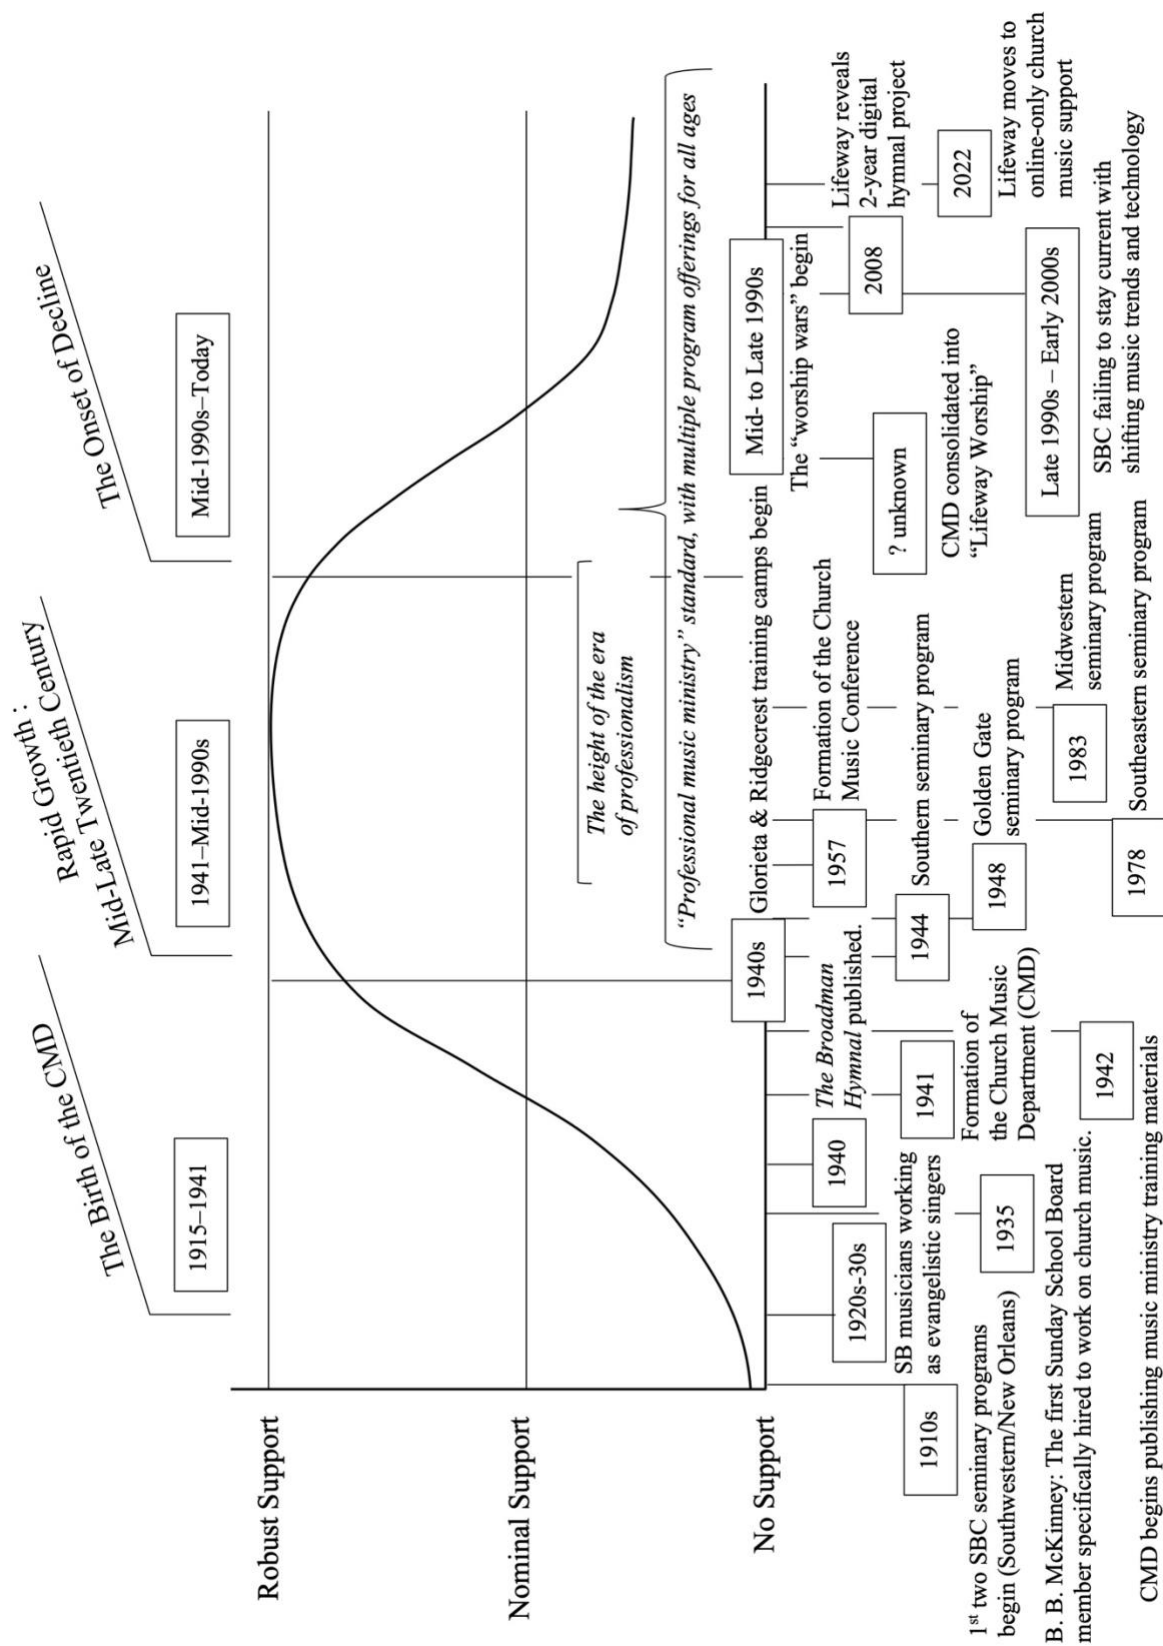 The Birth of the CMD
1915–1941
Rapid Growth :
Mid-Late Twentieth Century
1941–Mid-1990s
The Onset of Decline
Mid-1990s–Today
Robust Support
Nominal Support
No Support
The height of the era
of professionalism
“Professional music ministry” standard, with multiple program offerings for all ages
1910s
1st two SBC seminary programs
begin (Southwestern/New Orleans)
1920s-30s
SB musicians working
as evangelistic singers
1935
B. B. McKinney: The first Sunday School Board
member specifically hired to work on church music.
1940
The Broadman
Hymnal published.
1941
Formation of
the Church Music
Department (CMD)
1942
CMD begins publishing music ministry training materials
1940s
Glorieta & Ridgecrest training camps begin
1944
Southern seminary program
1948
Golden Gate
seminary program
1957
Formation of the Church
Music Conference
1978
Southeastern seminary program
1983
Midwestern
seminary program
? unknown
CMD consolidated into
“Lifeway Worship”
Mid- to Late 1990s
The “worship wars” begin
Late 1990s – Early 2000s
SBC failing to stay current with
shifting music trends and technology
2008
Lifeway reveals
2-year digital
hymnal project
2022
Lifeway moves to
online-only church
music support